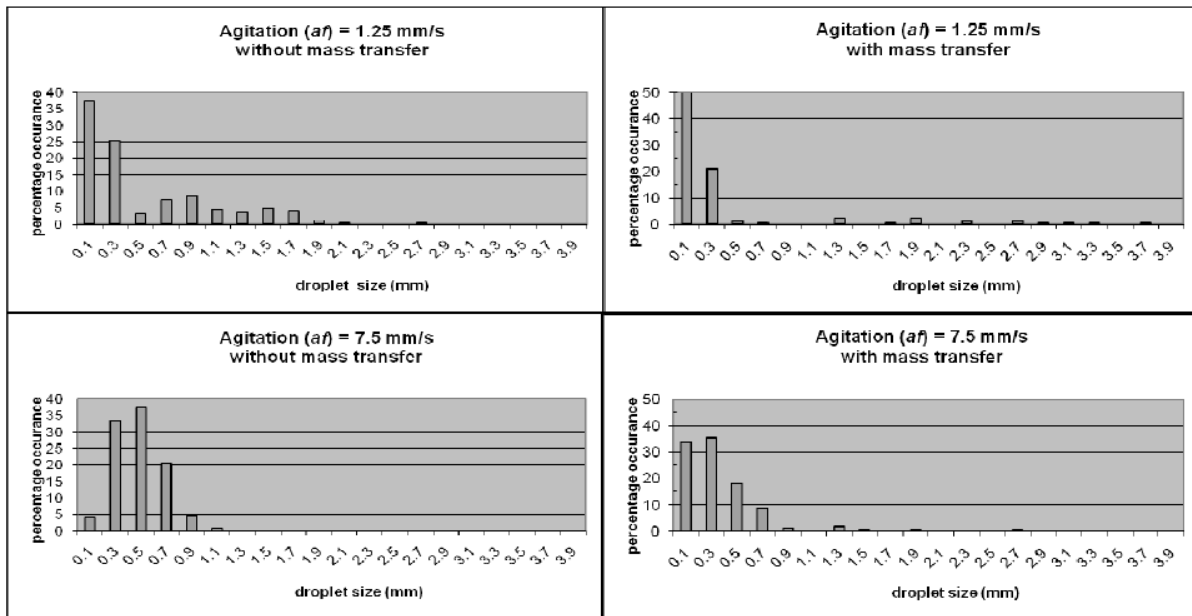 Agitation (af) = 1.25 mm/s
without mass transfer
percentage occurance
40
35
30
25
20
15
10
5
0
0.1 0.3 0.5 0.7 0.9 1.1 1.3 1.5 1.7 1.9 2.1 2.3 2.5 2.7 2.9 3.1 3.3 3.5 3.7 3.9
droplet size (mm)
Agitation (af) = 1.25 mm/s
with mass transfer
percentage occurance
50
40
30
20
10
0
0.1 0.3 0.5 0.7 0.9 1.1 1.3 1.5 1.7 1.9 2.1 2.3 2.5 2.7 2.9 3.1 3.3 3.5 3.7 3.9
droplet size (mm)
Agitation (af) = 7.5 mm/s
without mass transfer
percentage occurance
40
35
30
25
20
15
10
5
0
0.1 0.3 0.5 0.7 0.9 1.1 1.3 1.5 1.7 1.9 2.1 2.3 2.5 2.7 2.9 3.1 3.3 3.5 3.7 3.9
droplet size (mm)
Agitation (af) = 7.5 mm/s
with mass transfer
percentage occurance
50
40
30
20
10
0
0.1 0.3 0.5 0.7 0.9 1.1 1.3 1.5 1.7 1.9 2.1 2.3 2.5 2.7 2.9 3.1 3.3 3.5 3.7 3.9
droplet size (mm)